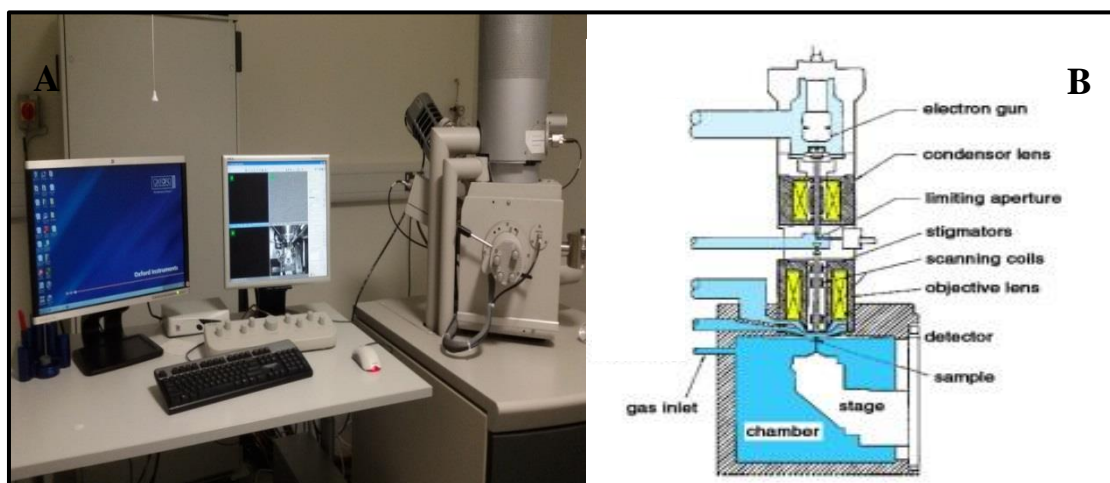 A
Oxford Instruments
B
electron gun
condensor lens
limiting aperture
stigmators
scanning coils
objective lens
detector
sample
gas inlet
stage
chamber